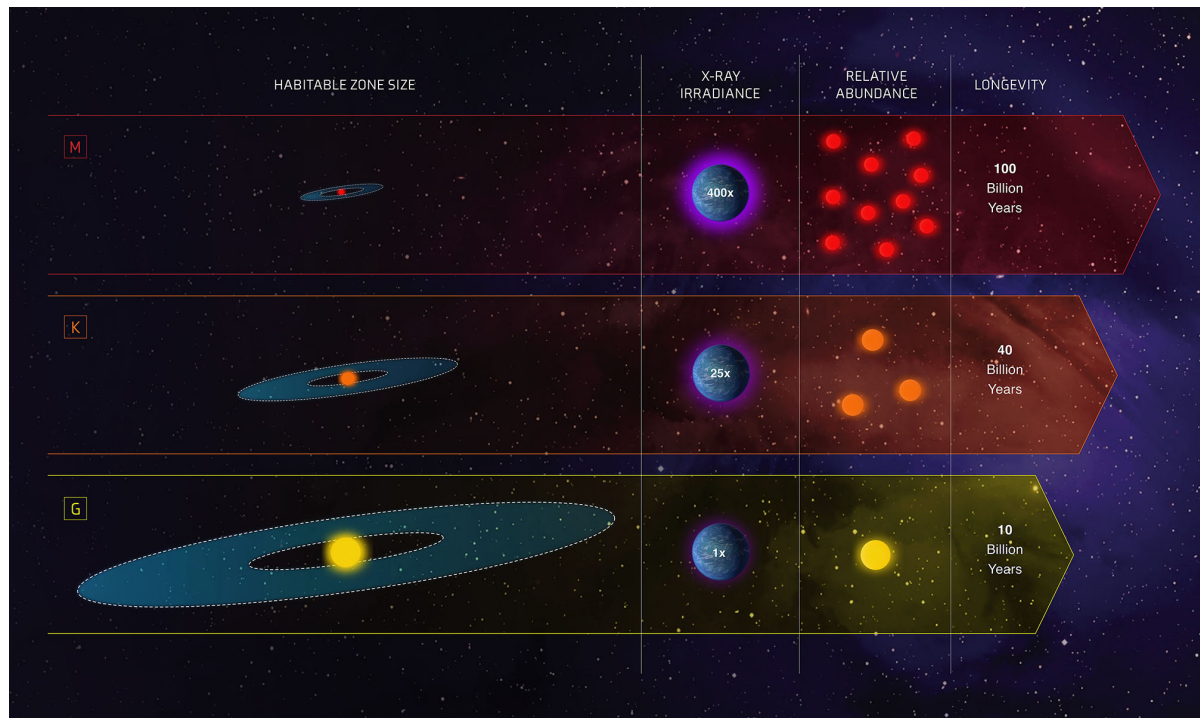 HABITABLE ZONE SIZE
X-RAY
IRRADIANCE
RELATIVE
ABUNDANCE
LONGEVITY
M
400x
100
Billion
Years
K
25x
40
Billion
Years
G
1x
10
Billion
Years